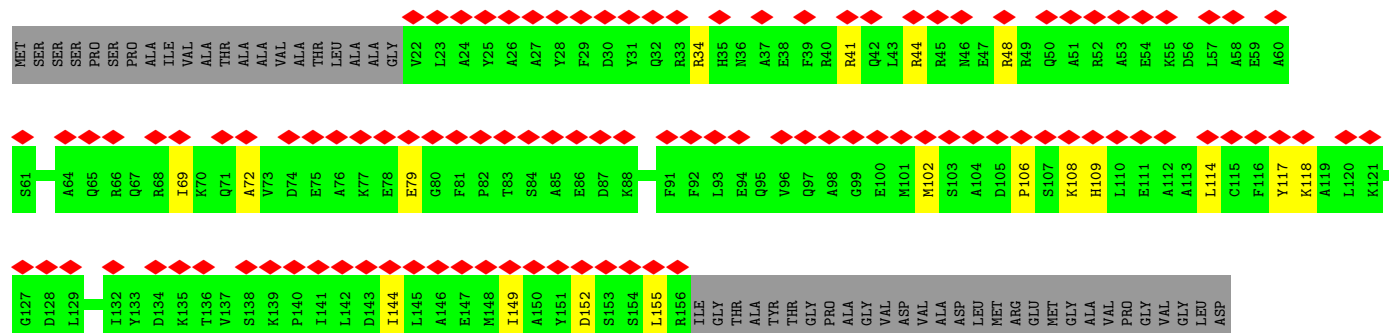 MET SER SER SER PRO SER PRO ALA ILE VAL ALA THR ALA ALA VAL ALA THR LEU ALA ALA GLY V22 L23 A24 Y25 A26 A27 Y28 F29 D30 Y31 Q32 R33 R34 H35 N36 A37 E38 F39 R40 R41 Q42 L43 R44 R45 N46 E47 R48 R49 Q50 A51 R52 A53 E54 K55 D56 L57 A58 E59 A60
S61 A64 Q65 R66 Q67 R68 I69 K70 Q71 A72 V73 D74 E75 A76 K77 E78 E79 G80 F81 P82 T83 S84 A85 E86 D87 K88 F91 F92 L93 E94 Q95 V96 Q97 A98 G99 E100 M101 M102 S103 A104 D105 P106 S107 K108 H109 L110 E111 A112 A113 L114 C115 F116 Y117 K118 A119 L120 K121
G127 D128 L129 I132 Y133 D134 K135 T136 V137 S138 K139 P140 I141 L142 D143 I144 L145 A146 E147 M148 I149 A150 Y151 D152 S153 S154 L155 R156 ILE GLY THR ALA TYR THR GLY PRO ALA GLY VAL ASP VAL ALA ASP LEU MET ARG GLU MET GLY ALA VAL PRO GLY VAL GLY LEU ASP